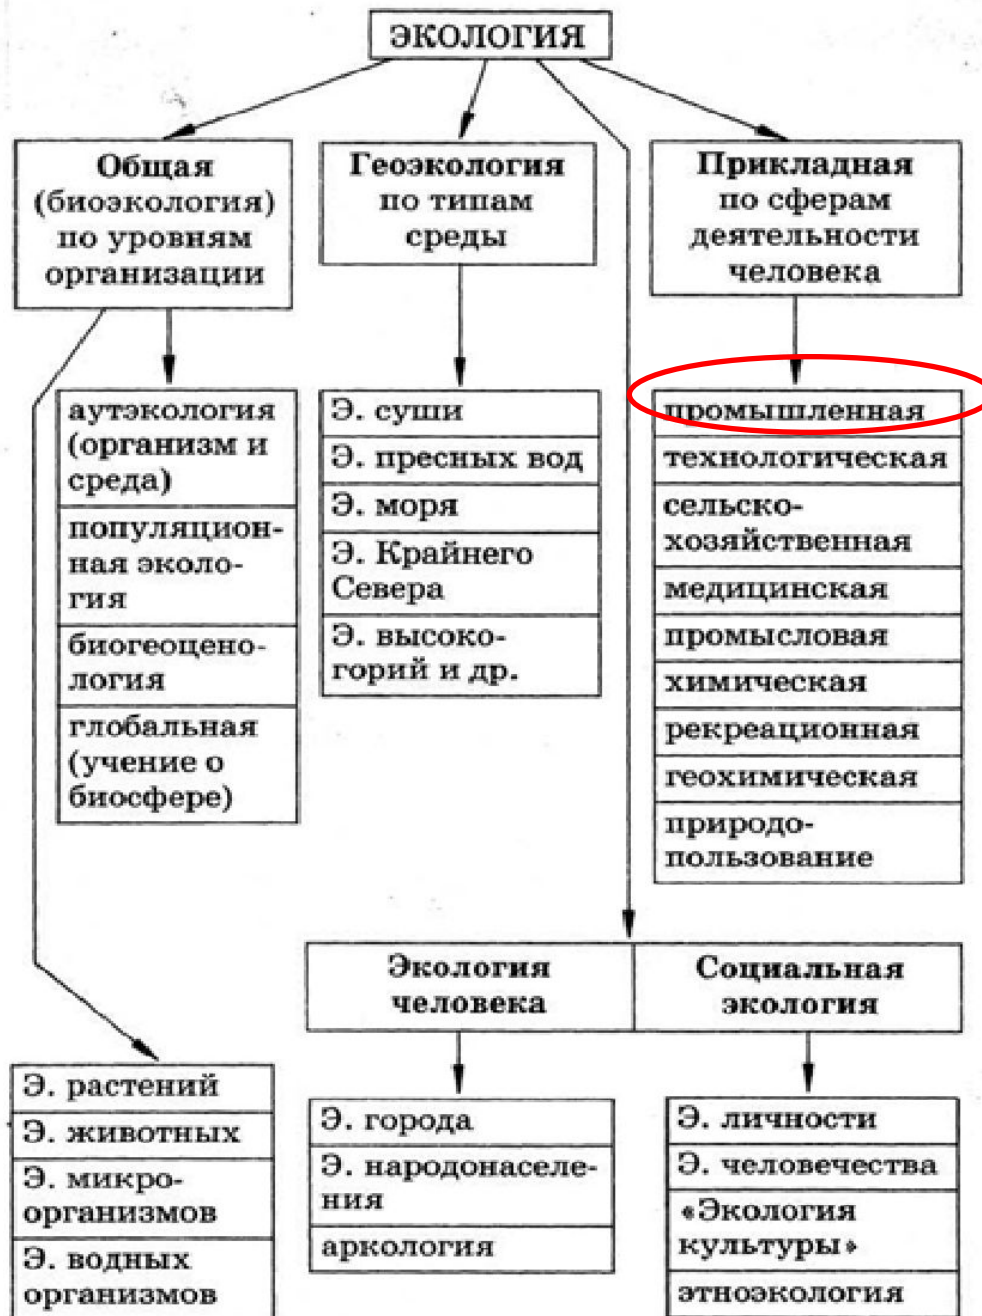 ЭКОЛОГИЯ
Общая
(биоэкология)
по уровням
организации
Геоэкология
по типам
среды
Прикладная
по сферам
деятельности
человека
аутэкология
(организм и
среда)
популяцион-
ная эколо-
гия
биогеоцено-
логия
глобальная
(учение о
биосфере)
Э. суши
Э. пресных вод
Э. моря
Э. Крайнего
Севера
Э. высоко-
горий и др.
промышленная
технологическая
сельско-
хозяйственная
медицинская
промысловая
химическая
рекреационная
геохимическая
природо-
пользование
Экология
человека
Социальная
экология
Э. растений
Э. животных
Э. микро-
организмов
Э. водных
организмов
Э. города
Э. народонаселе-
ния
аркология
Э. личности
Э. человечества
«Экология
культуры»
этноэкология